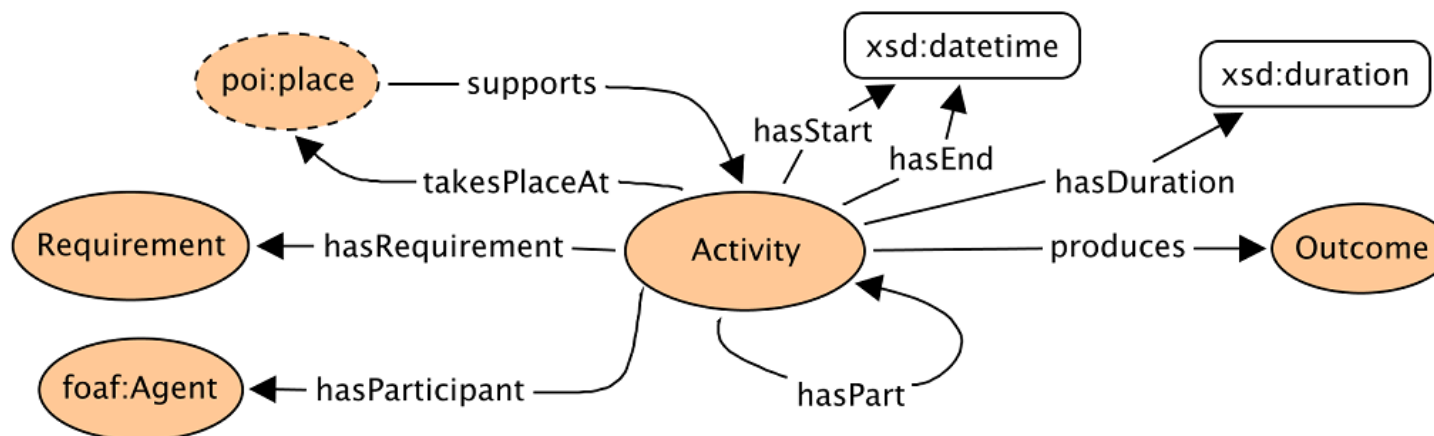 xsd:datetime
poi:place
supports
xsd:duration
hasStart
hasEnd
takesPlaceAt
hasDuration
Requirement
hasRequirement
Activity
produces
Outcome
foaf:Agent
hasParticipant
hasPart